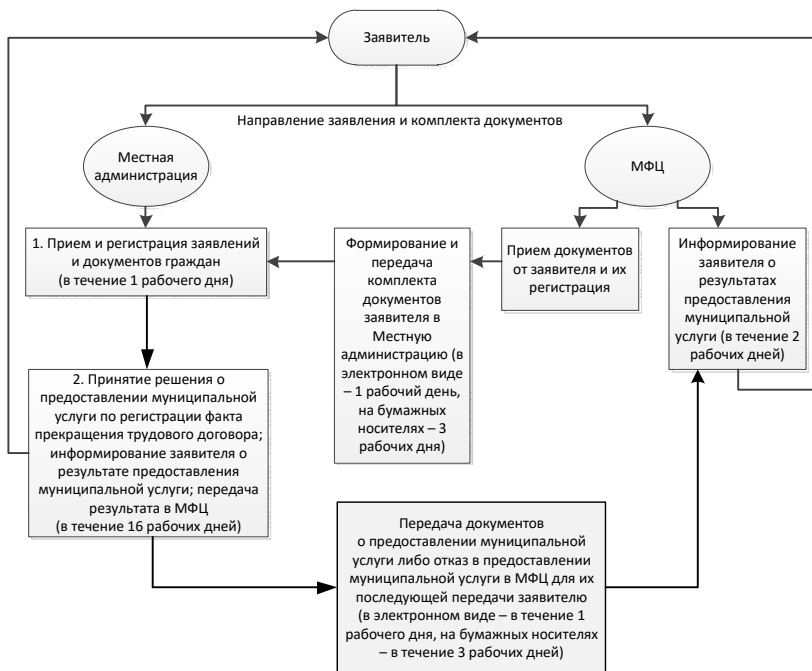 Заявитель
Направление заявления и комплекта документов
Местная
администрация
МФЦ
1. Прием и регистрация заявлений
и документов граждан
(в течение 1 рабочего дня)
Формирование и
передача
комплекта
документов
заявителя в
Местную
администрацию (в
электронном виде
– 1 рабочий день,
на бумажных
носителях – 3
рабочих дня)
Прием документов
от заявителя и их
регистрация
Информирование
заявителя о
результатах
предоставления
муниципальной
услуги (в течение 2
рабочих дней)
2. Принятие решения о
предоставлении муниципальной
услуги по регистрации факта
прекращения трудового договора;
информирование заявителя о
результате предоставления
муниципальной услуги; передача
результата в МФЦ
(в течение 16 рабочих дней)
Передача документов
о предоставлении муниципальной
услуги либо отказ в предоставлении
муниципальной услуги в МФЦ для их
последующей передачи заявителю
(в электронном виде – в течение 1
рабочего дня, на бумажных носителях
– в течение 3 рабочих дней)